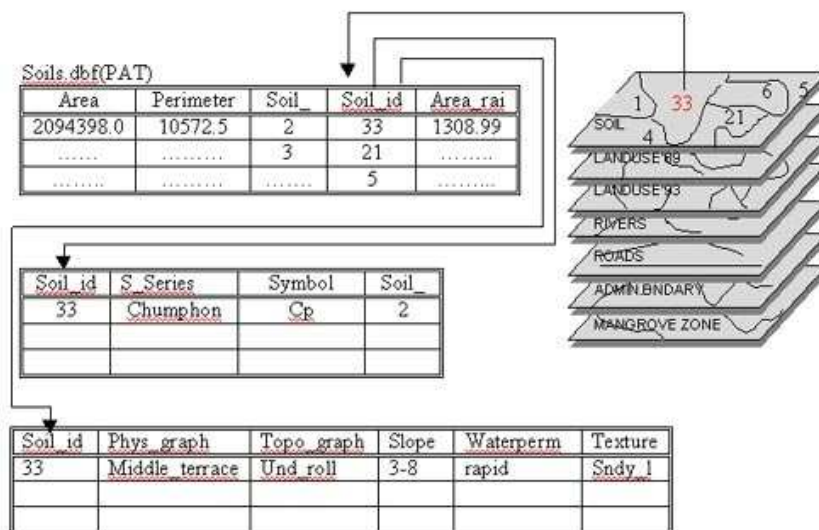 Soils.dbf(PAT)
Area Perimeter Soil_ Soil_id Area_rai
2094398.0 10572.5 2 33 1308.99
...... ......... 3 21 ........
........ ......... ....... 5 .........
1 33 6 5
SOIL 4 21
LANDUSE'89
LANDUSE'93
RIVERS
ROADS
ADMIN.BNDARY
MANGROVE ZONE
Soil_id S_Series Symbol Soil_
33 Chumphon Cp 2
Soil_id Phys_graph Topo_graph Slope Waterperm Texture
33 Middle_terrace Und_roll 3-8 rapid Sndy_l